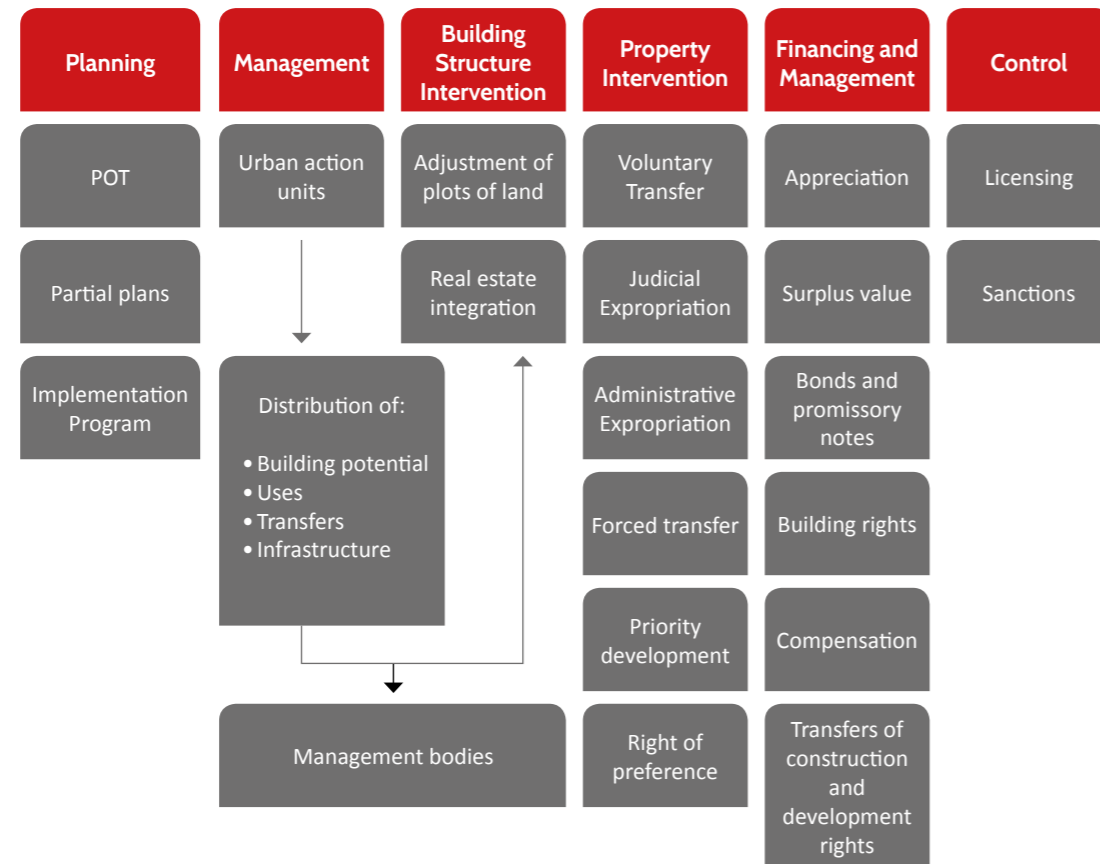 Planning
Management
Building
Structure
Intervention
Property
Intervention
Financing and
Management
Control
POT
Urban action
units
Adjustment of
plots of land
Voluntary
Transfer
Appreciation
Licensing
Partial plans
Real estate
integration
Judicial
Expropriation
Surplus value
Sanctions
Implementation
Program
Distribution of:
• Building potential
• Uses
• Transfers
• Infrastructure
Administrative
Expropriation
Bonds and
promissory
notes
Forced transfer
Building rights
Priority
development
Compensation
Management bodies
Right of
preference
Transfers of
construction
and
development
rights